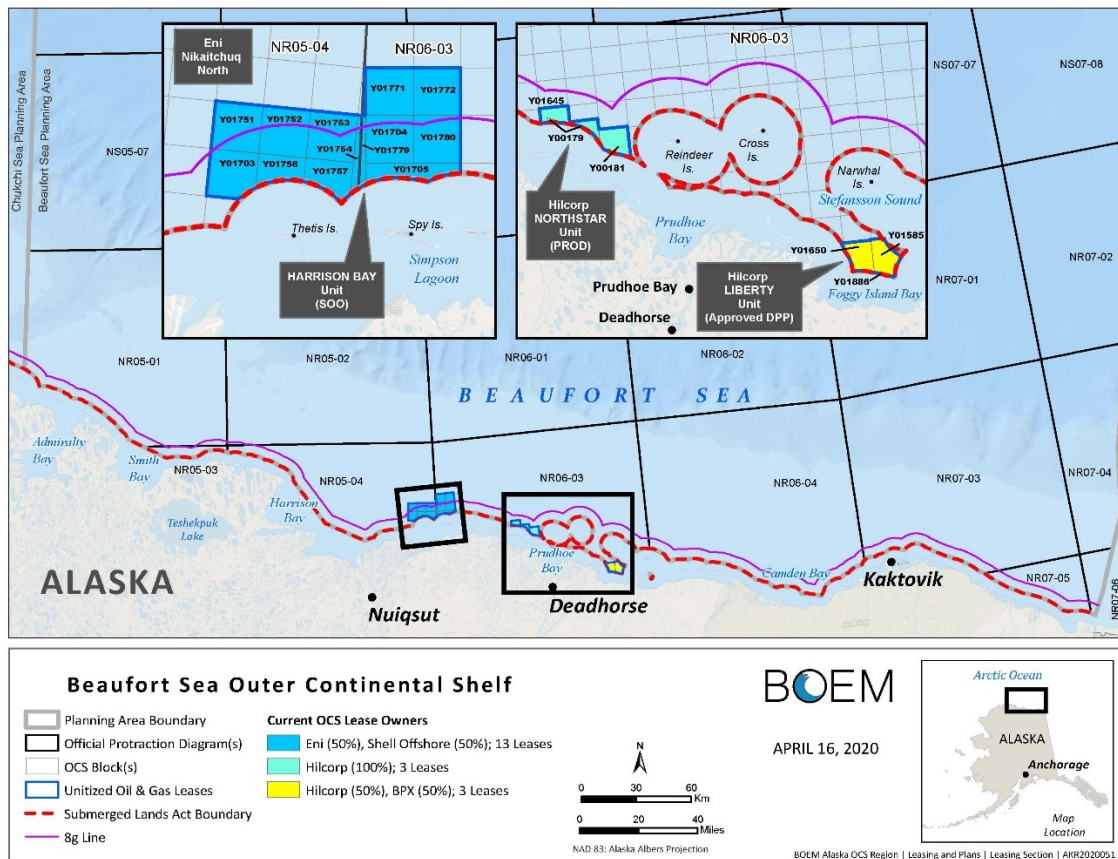 Chukchi Sea Planning Area
Beaufort Sea Planning Area
NS05-07
Eni
Nikaitchuq
North
NR05-04
NR06-03
Y01771
Y01772
Y01751
Y01752
Y01753
Y01704
Y01780
Y01754
Y01779
Y01703
Y01756
Y01757
Y01705
Thetis Is.
Spy Is.
HARRISON BAY
Unit
(SOO)
Simpson
Lagoon
NR06-03
Y01645
Y00179
Y00181
Reindeer
Is.
Cross
Is.
Narwhal
Is.
Stefansson Sound
Hilcorp
NORTHSTAR
Unit
(PROD)
Prudhoe
Bay
Y01585
Y01650
Y01886
Foggy Island Bay
Hilcorp
LIBERTY
Unit
(Approved DPP)
Prudhoe Bay
Deadhorse
NS07-07
NS07-08
NR07-01
NR07-02
NR05-01
NR05-02
NR06-01
NR06-02
BEAUFORT SEA
Admiralty
Bay
Smith
Bay
NR05-03
NR05-04
NR06-03
NR06-04
NR07-03
NR07-04
Harrison
Bay
Teshekpuk
Lake
Prudhoe
Bay
Camden Bay
Kaktovik
NR07-05
NR07-06
ALASKA
Nuiqsut
Deadhorse
Beaufort Sea Outer Continental Shelf
Planning Area Boundary
Official Protraction Diagram(s)
OCS Block(s)
Unitized Oil & Gas Leases
Submerged Lands Act Boundary
8g Line
Current OCS Lease Owners
Eni (50%), Shell Offshore (50%); 13 Leases
Hilcorp (100%); 3 Leases
Hilcorp (50%), BPX (50%); 3 Leases
N
0 30 60
Km
0 20 40
Miles
NAD 83: Alaska Albers Projection
BOEM
APRIL 16, 2020
Arctic Ocean
ALASKA
Anchorage
Map
Location
BOEM Alaska OCS Region | Leasing and Plans | Leasing Section | AKR2020051